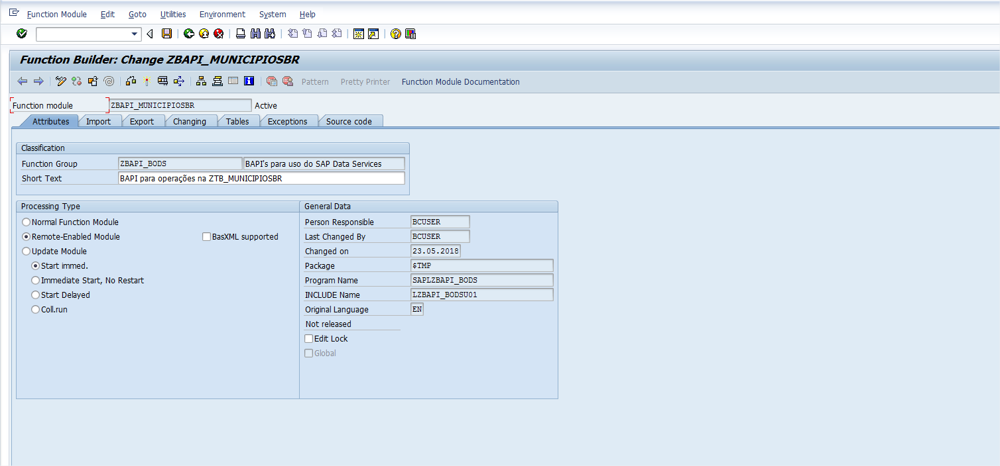 Function Module Edit Goto Utilities Environment System Help
Function Builder: Change ZBAPI_MUNICIPIOSBR
Pattern Pretty Printer Function Module Documentation
Function module ZBAPI_MUNICIPIOSBR Active
Attributes Import Export Changing Tables Exceptions Source code
Classification
Function Group ZBAPI_BODS BAPI's para uso do SAP Data Services
Short Text BAPI para operações na ZTB_MUNICIPIOSBR
Processing Type
Normal Function Module
Remote-Enabled Module BasXML supported
Update Module
Start immed.
Immediate Start, No Restart
Start Delayed
Coll.run
General Data
Person Responsible BCUSER
Last Changed By BCUSER
Changed on 23.05.2018
Package $TMP
Program Name SAPLZBAPI_BODS
INCLUDE Name LZBAPI_BODSU01
Original Language EN
Not released
Edit Lock
Global